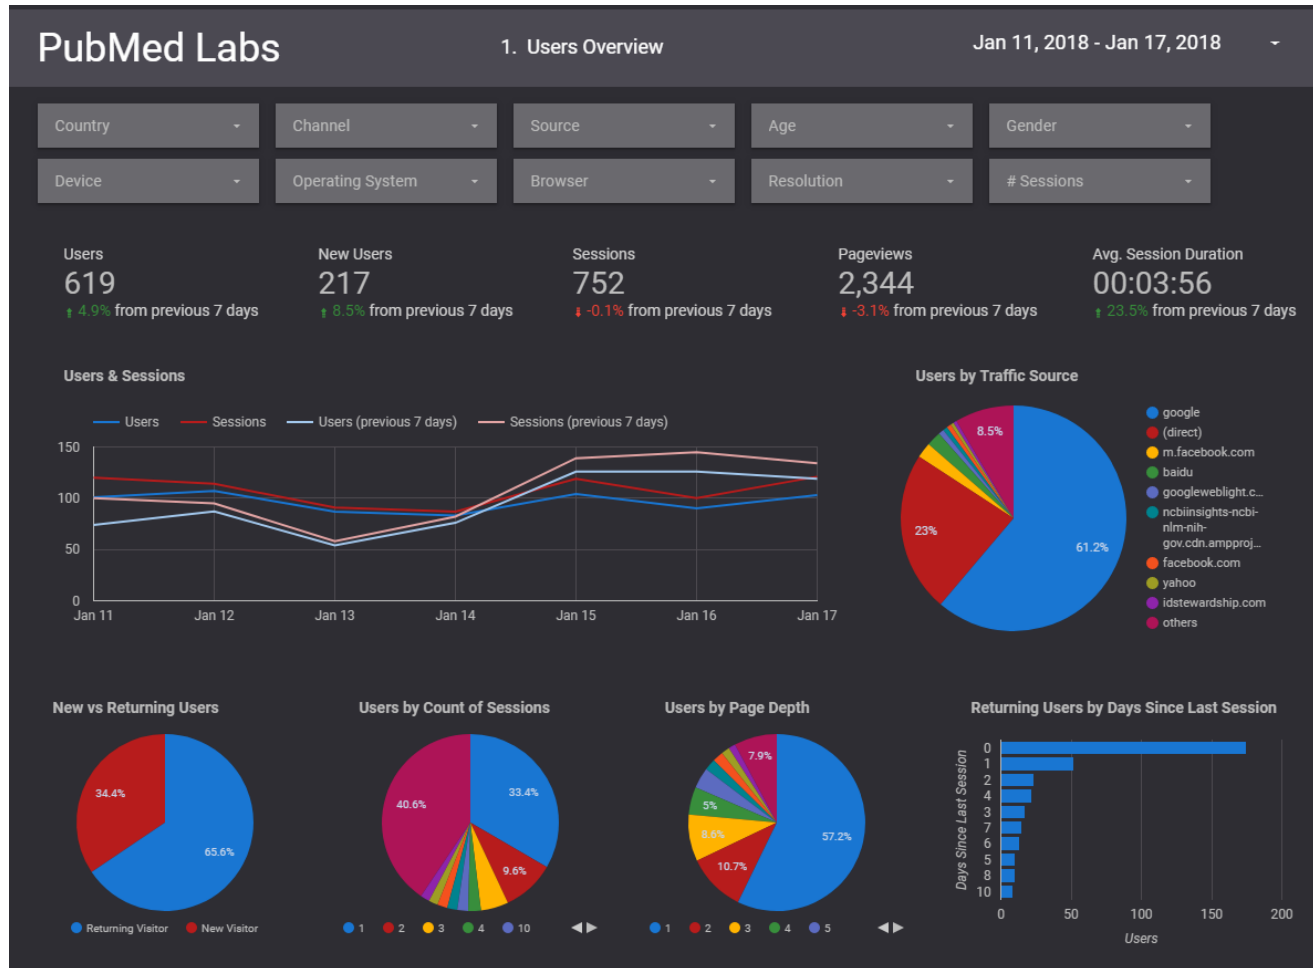 PubMed Labs
1. Users Overview
Jan 11, 2018 - Jan 17, 2018
Country
Channel
Source
Age
Gender
Device
Operating System
Browser
Resolution
# Sessions
Users
619
4.9% from previous 7 days
New Users
217
8.5% from previous 7 days
Sessions
752
-0.1% from previous 7 days
Pageviews
2,344
-3.1% from previous 7 days
Avg. Session Duration
00:03:56
23.5% from previous 7 days
Users & Sessions
Users
Sessions
Users (previous 7 days)
Sessions (previous 7 days)
150
100
50
0
Jan 11
Jan 12
Jan 13
Jan 14
Jan 15
Jan 16
Jan 17
Users by Traffic Source
8.5%
23%
61.2%
google
(direct)
m.facebook.com
baidu
googleweblight.c...
ncbiinsights-ncbi-
nlm-nih-
gov.cdn.ampproj...
facebook.com
yahoo
idstewardship.com
others
New vs Returning Users
34.4%
65.6%
Returning Visitor
New Visitor
Users by Count of Sessions
40.6%
33.4%
9.6%
1
2
3
4
10
Users by Page Depth
7.9%
5%
8.6%
10.7%
57.2%
1
2
3
4
5
Returning Users by Days Since Last Session
Days Since Last Session
0
1
2
4
3
7
6
5
8
10
0
50
100
150
200
Users